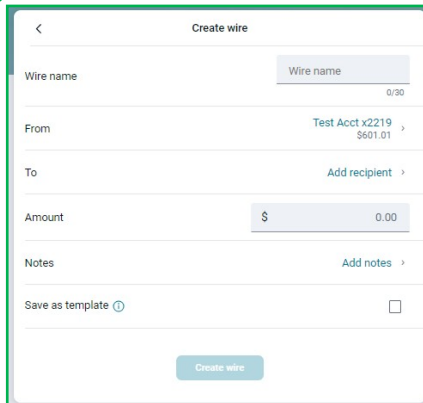 Create wire
Wire name
Wire name
0/30
From
Test Acct x2219
$601.01
To
Add recipient
Amount
$ 0.00
Notes
Add notes
Save as template
Create wire